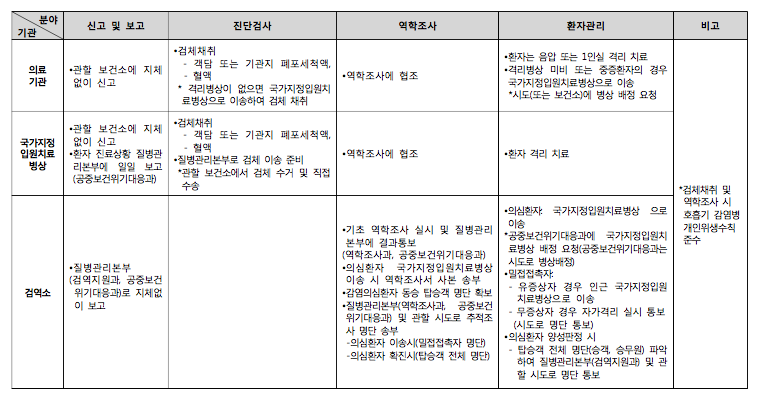 분야
기관
신고 및 보고
진단검사
역학조사
환자관리
비고
의료
기관
•관할 보건소에 지체
없이 신고
•검체채취
- 객담 또는 기관지 폐포세척액,
- 혈액
* 격리병상이 없으면 국가지정입원치
료병상으로 이송하여 검체 채취
•역학조사에 협조
•환자는 음압 또는 1인실 격리 치료
•격리병상 미비 또는 중증환자의 경우
국가지정입원치료병상으로 이송
*시도(또는 보건소)에 병상 배정 요청
국가지정
입원치료
병상
•관할 보건소에 지체
없이 신고
•환자 진료상황 질병관
리본부에 일일 보고
(공중보건위기대응과)
•검체채취
- 객담 또는 기관지 폐포세척액,
- 혈액
•질병관리본부로 검체 이송 준비
*관할 보건소에서 검체 수거 및 직접
수송
•역학조사에 협조
•환자 격리 치료
검역소
•질병관리본부
(검역지원과, 공중보건
위기대응과)로 지체없
이 보고
•기초 역학조사 실시 및 질병관리
본부에 결과통보
(역학조사과, 공중보건위기대응과)
•의심환자 국가지정입원치료병상
이송 시 역학조사서 사본 송부
•감염의심환자 동승 탑승객 명단 확보
•질병관리본부(역학조사과, 공중보건
위기대응과) 및 관할 시도로 추적조
사 명단 송부
-의심환자 이송시(밀접접촉자 명단)
-의심환자 확진시(탑승객 전체 명단)
•의심환자: 국가지정입원치료병상 으로
이송
*공중보건위기대응과에 국가지정입원치
료병상 배정 요청(공중보건위기대응과는
시도로 병상배정)
•밀접접촉자:
- 유증상자 경우 인근 국가지정입원
치료병상으로 이송
- 무증상자 경우 자가격리 실시 통보
(시도로 명단 통보)
•의심환자 양성판정 시
- 탑승객 전체 명단(승객, 승무원) 파악
하여 질병관리본부(검역지원과) 및 관
할 시도로 명단 통보
*검체채취 및
역학조사 시
호흡기 감염병
개인위생수칙
준수